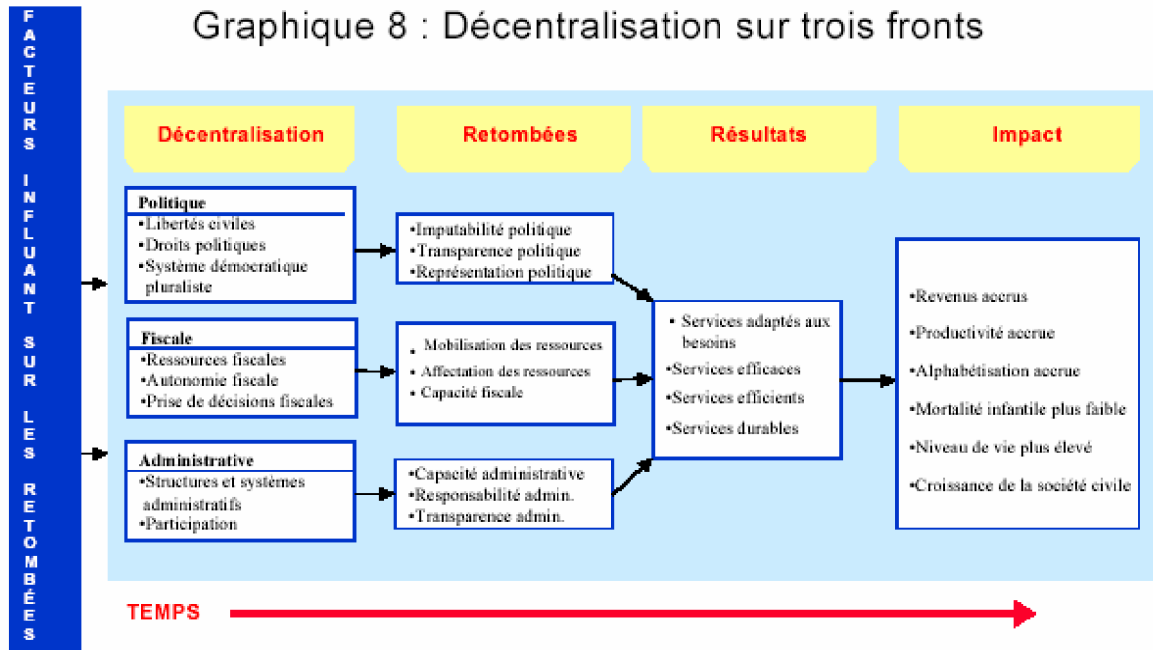 Graphique 8 : Décentralisation sur trois fronts
FACTEURS INFLUANT SUR LES RETOMBÉES
Décentralisation
Retombées
Résultats
Impact
Politique
•Libertés civiles
•Droits politiques
•Système démocratique
pluraliste
•Imputabilité politique
•Transparence politique
•Représentation politique
Fiscale
•Ressources fiscales
•Autonomie fiscale
•Prise de décisions fiscales
• Mobilisation des ressources
• Affectation des ressources
• Capacité fiscale
Administrative
•Structures et systèmes
administratifs
•Participation
•Capacité administrative
•Responsabilité admin.
•Transparence admin.
• Services adaptés aux
besoins
•Services efficaces
•Services efficients
•Services durables
•Revenus accrus
•Productivité accrue
•Alphabétisation accrue
•Mortalité infantile plus faible
•Niveau de vie plus élevé
•Croissance de la société civile
TEMPS